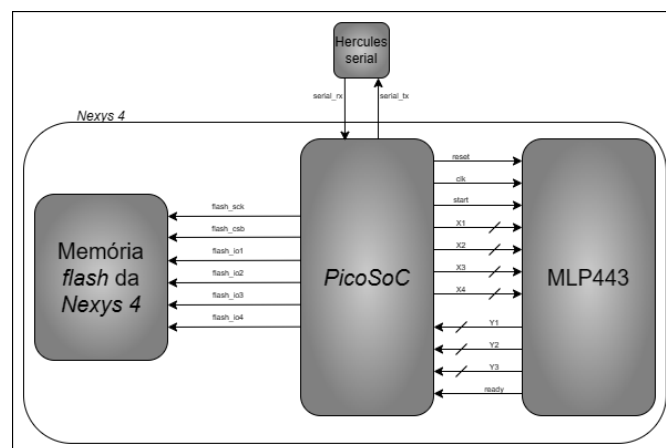 Hercules
serial
serial_rx
serial_tx
Nexys 4
Memória
flash da
Nexys 4
flash_sck
flash_csb
flash_io1
flash_io2
flash_io3
flash_io4
PicoSoC
reset
clk
start
X1
X2
X3
X4
Y1
Y2
Y3
ready
MLP443